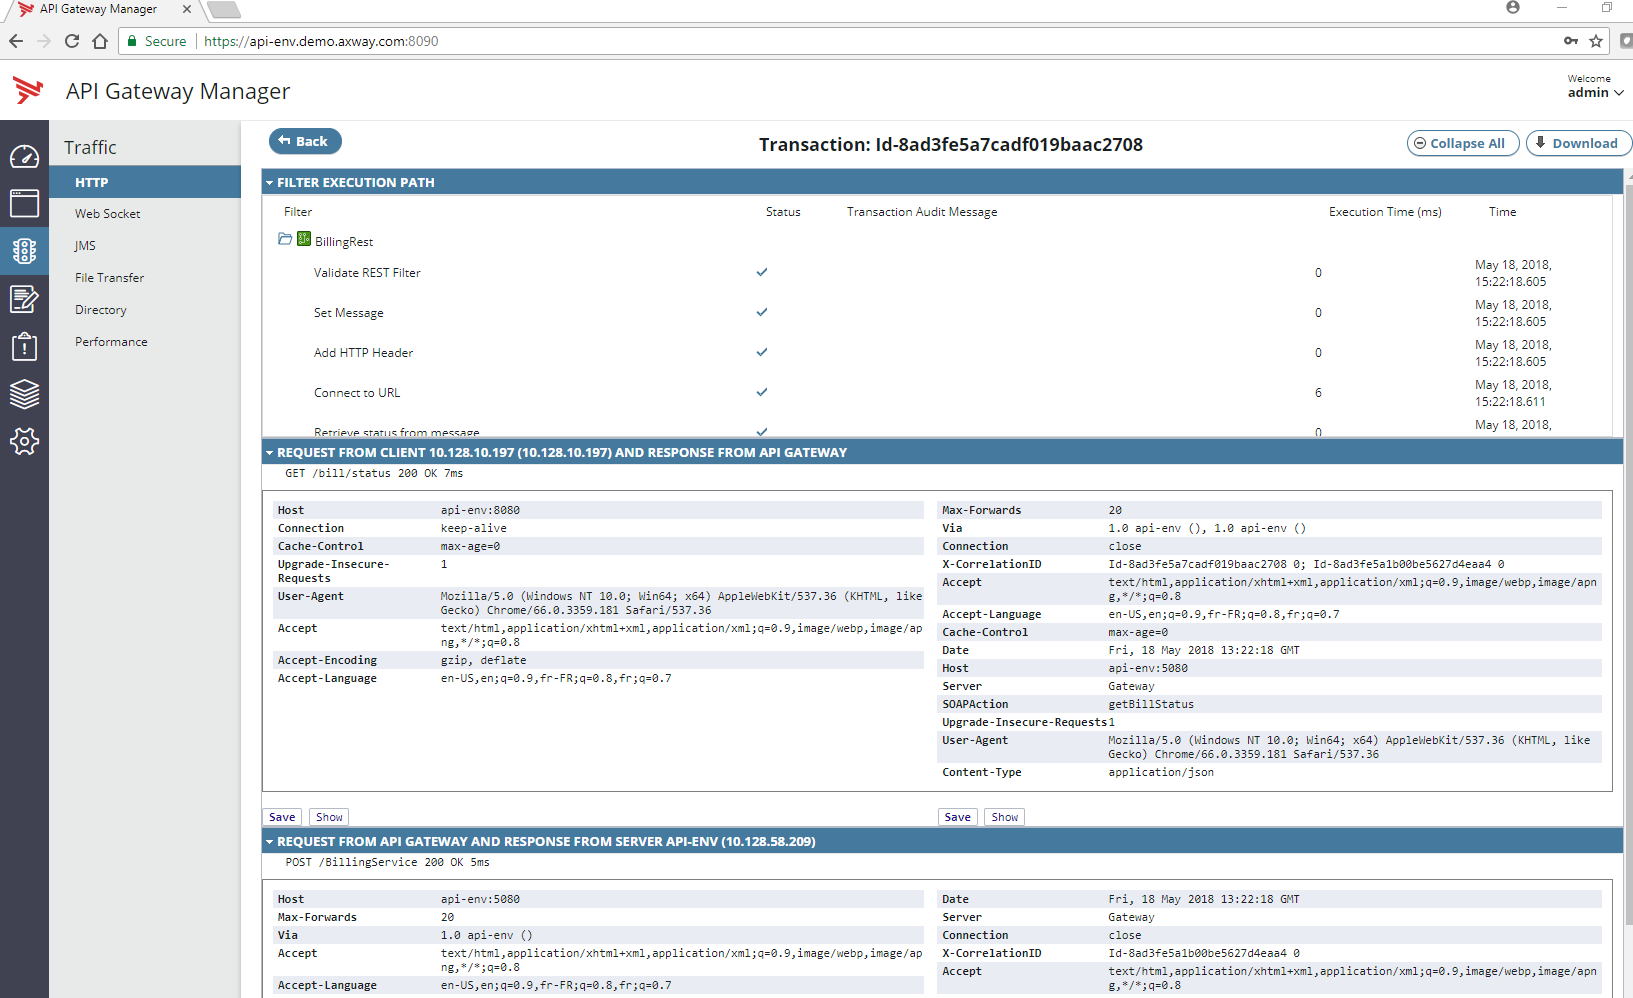 API Gateway Manager
Secure https://api-env.demo.axway.com:8090
API Gateway Manager
Welcome
admin
Traffic
HTTP
Web Socket
JMS
File Transfer
Directory
Performance
Back
Transaction: Id-8ad3fe5a7cadf019baac2708
Collapse All
Download
FILTER EXECUTION PATH
Filter Status Transaction Audit Message Execution Time (ms) Time
BillingRest
Validate REST Filter 0 May 18, 2018, 15:22:18.605
Set Message 0 May 18, 2018, 15:22:18.605
Add HTTP Header 0 May 18, 2018, 15:22:18.605
Connect to URL 6 May 18, 2018, 15:22:18.611
Retrieve status from message 0 May 18, 2018,
REQUEST FROM CLIENT 10.128.10.197 (10.128.10.197) AND RESPONSE FROM API GATEWAY
GET /bill/status 200 OK 7ms
Host api-env:8080
Connection keep-alive
Cache-Control max-age=0
Upgrade-Insecure-Requests 1
User-Agent Mozilla/5.0 (Windows NT 10.0; Win64; x64) AppleWebKit/537.36 (KHTML, like
Gecko) Chrome/66.0.3359.181 Safari/537.36
Accept text/html,application/xhtml+xml,application/xml;q=0.9,image/webp,image/ap
ng,*/*;q=0.8
Accept-Encoding gzip, deflate
Accept-Language en-US,en;q=0.9,fr-FR;q=0.8,fr;q=0.7
Max-Forwards 20
Via 1.0 api-env (), 1.0 api-env ()
Connection close
X-CorrelationID Id-8ad3fe5a7cadf019baac2708 0; Id-8ad3fe5a1b00be5627d4eaa4 0
Accept text/html,application/xhtml+xml,application/xml;q=0.9,image/webp,image/apn
g,*/*;q=0.8
Accept-Language en-US,en;q=0.9,fr-FR;q=0.8,fr;q=0.7
Cache-Control max-age=0
Date Fri, 18 May 2018 13:22:18 GMT
Host api-env:5080
Server Gateway
SOAPAction getBillStatus
Upgrade-Insecure-Requests1
User-Agent Mozilla/5.0 (Windows NT 10.0; Win64; x64) AppleWebKit/537.36 (KHTML, like
Gecko) Chrome/66.0.3359.181 Safari/537.36
Content-Type application/json
Save Show
Save Show
REQUEST FROM API GATEWAY AND RESPONSE FROM SERVER API-ENV (10.128.58.209)
POST /BillingService 200 OK 5ms
Host api-env:5080
Max-Forwards 20
Via 1.0 api-env ()
Accept text/html,application/xhtml+xml,application/xml;q=0.9,image/webp,image/ap
ng,*/*;q=0.8
Accept-Language en-US,en;q=0.9,fr-FR;q=0.8,fr;q=0.7
Date Fri, 18 May 2018 13:22:18 GMT
Server Gateway
Connection close
X-CorrelationID Id-8ad3fe5a1b00be5627d4eaa4 0
Accept text/html,application/xhtml+xml,application/xml;q=0.9,image/webp,image/apn
g,*/*;q=0.8